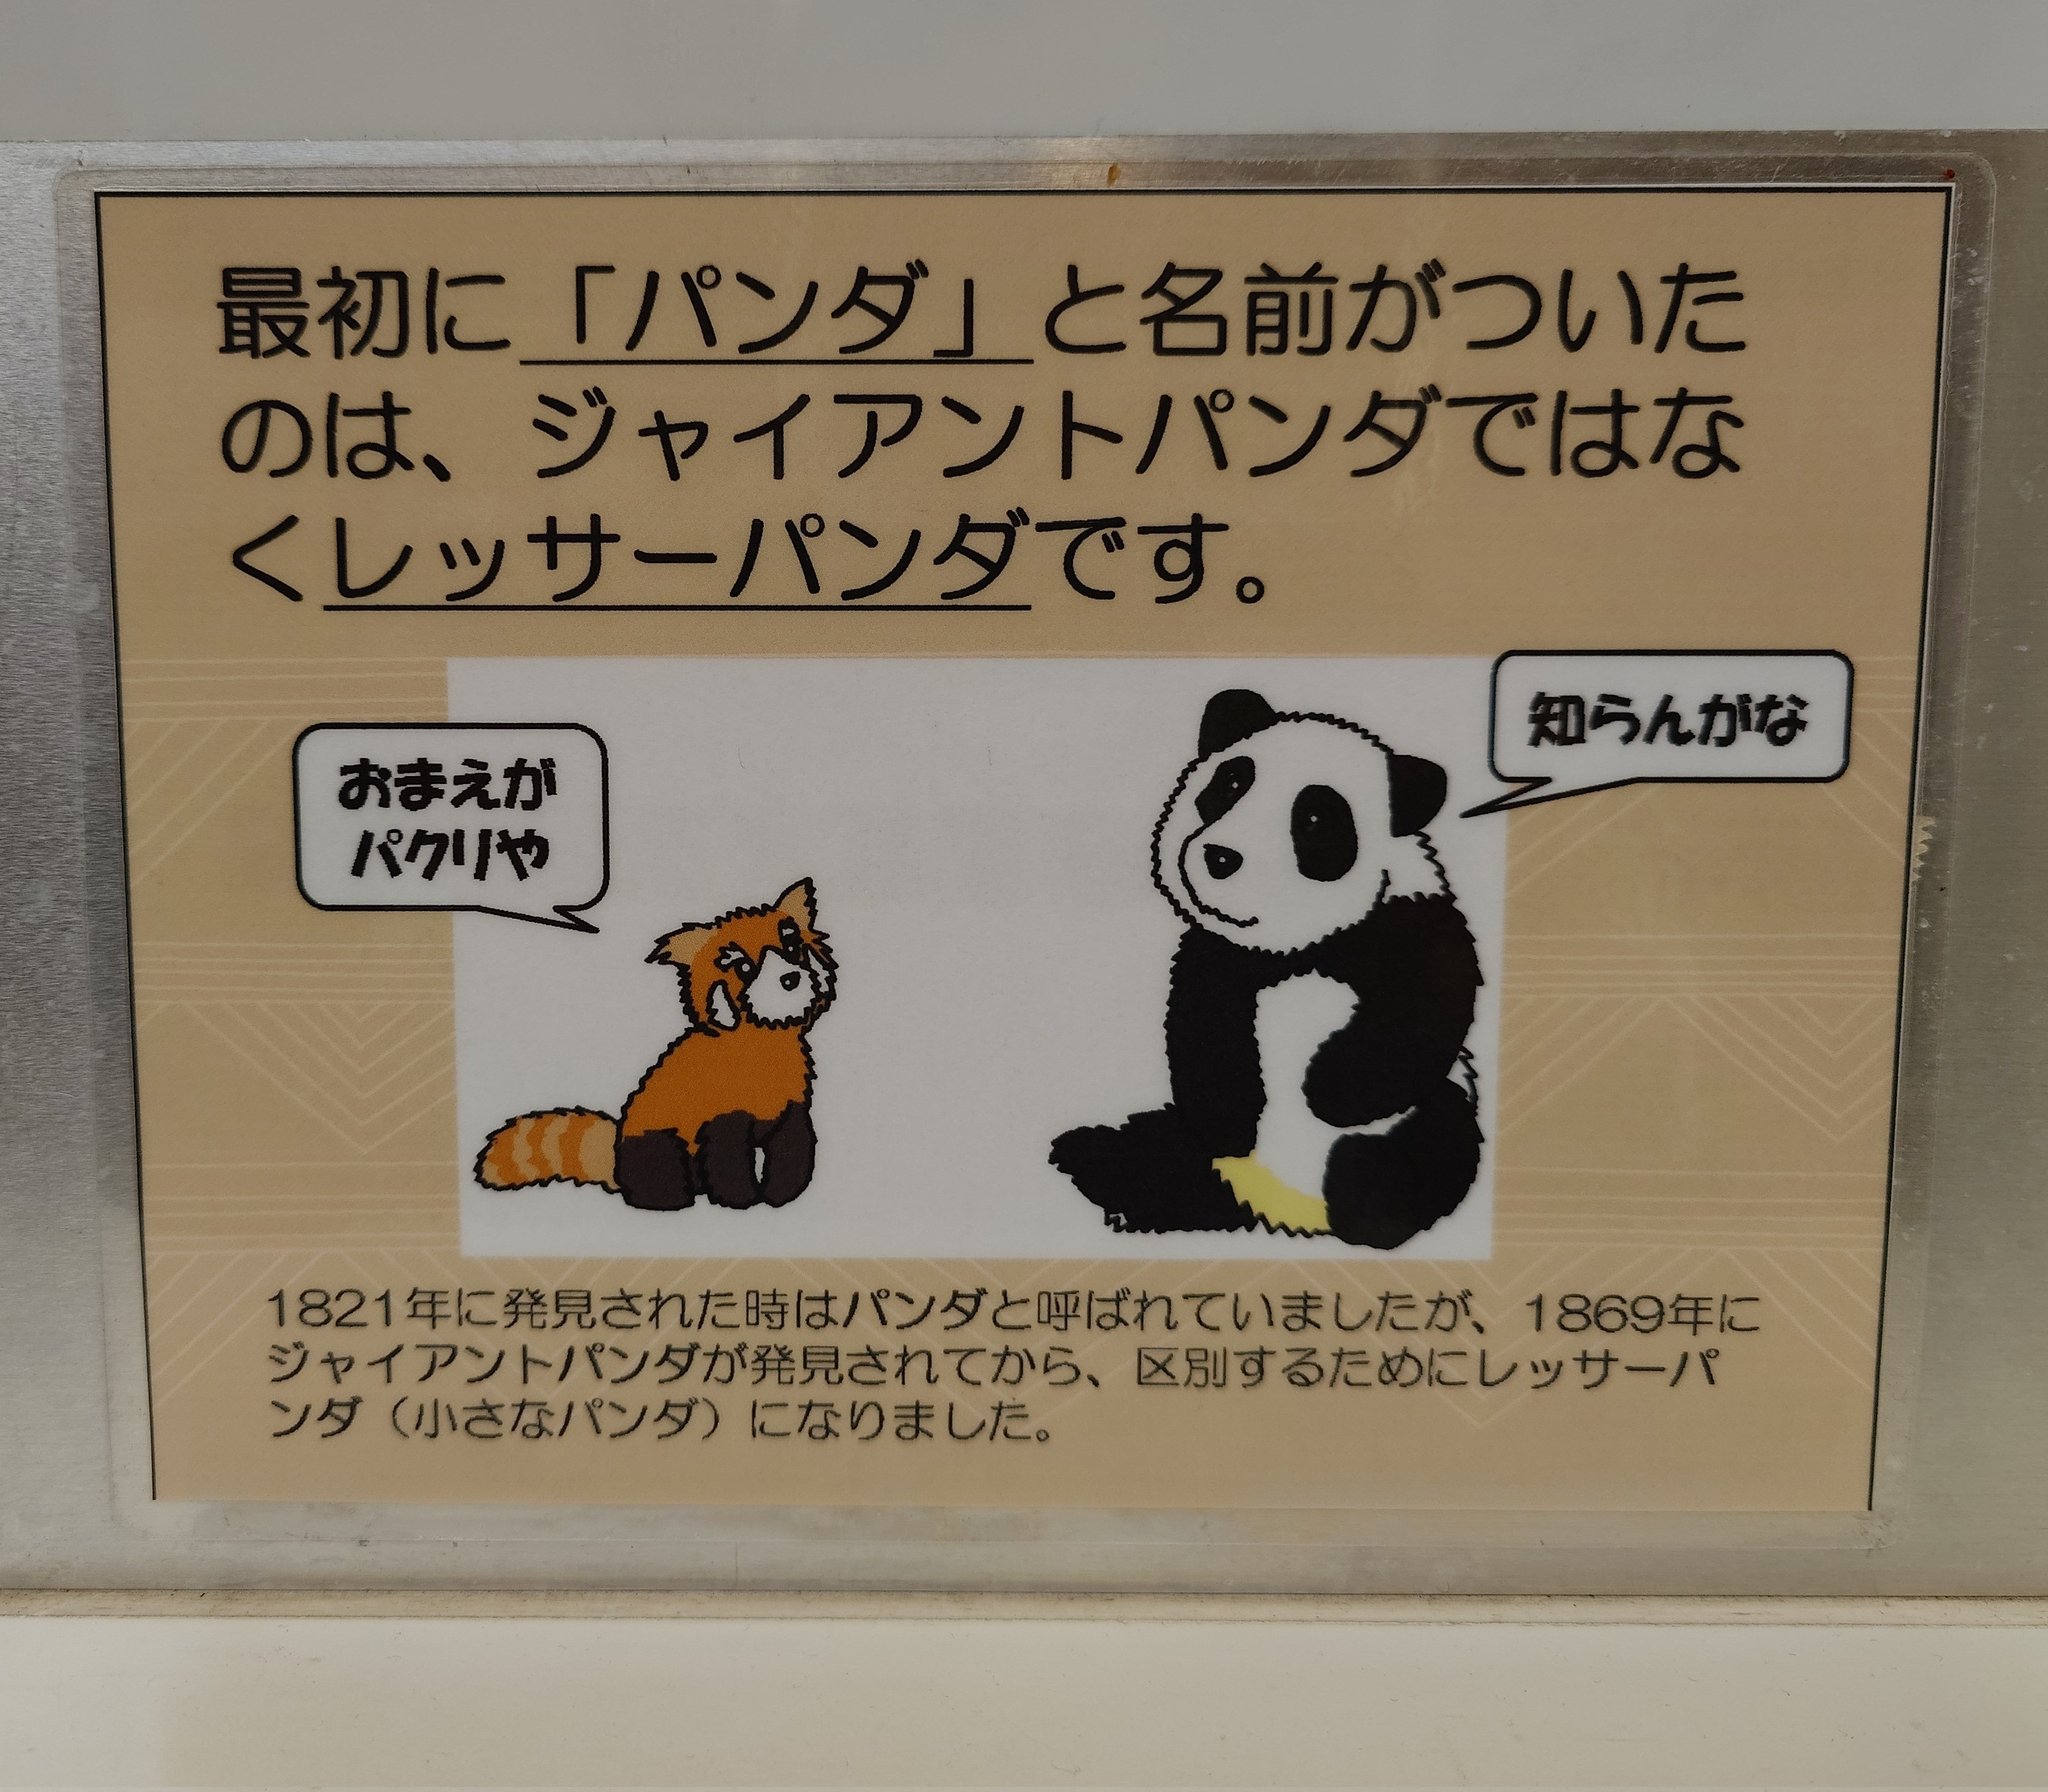 最初に「パンダ」と名前がついた
のは、ジャイアントパンダではな
くレッサーパンダです。
おまえが
パクリや
知らんがな
1821年に発見された時はパンダと呼ばれていましたが、1869年に
ジャイアントパンダが発見されてから、区別するためにレッサーパ
ンダ（小さなパンダ）になりました。